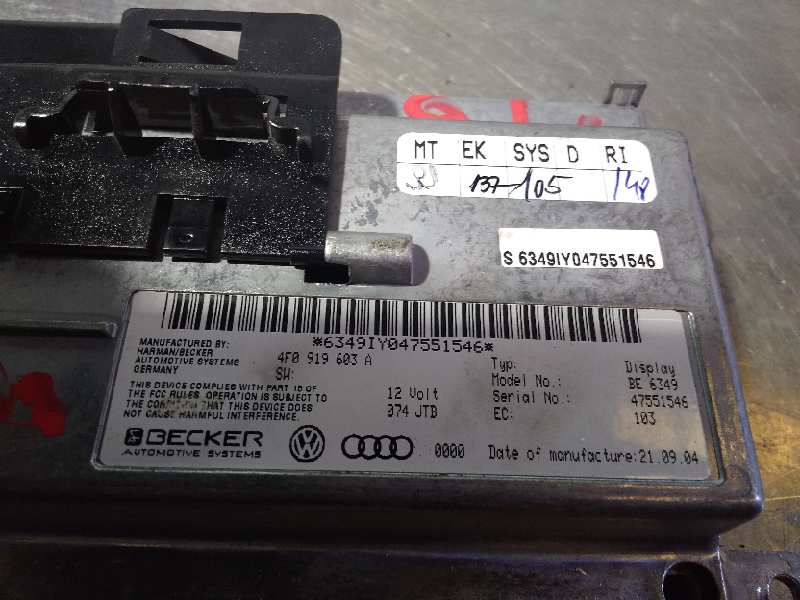 MT EK SYS D RI
137 105 148
S 6349IY047551546
*6349IY047551546*
MANUFACTURED BY:
HARMAN/BECKER
AUTOMOTIVE SYSTEMS
GERMANY
4F0 919 603 A
SW:
THIS DEVICE COMPLIES WITH PART 15 OF
THE FCC RULES. OPERATION IS SUBJECT
TO THE CONDITION THAT THIS DEVICE DOES
NOT CAUSE HARMFUL INTERFERENCE.
12 Volt
074 JTB
Typ: Display
Model No.: BE 6349
Serial No.: 47551546
EC: 103
BECKER
AUTOMOTIVE SYSTEMS
0000
Date of manufacture:21.09.04